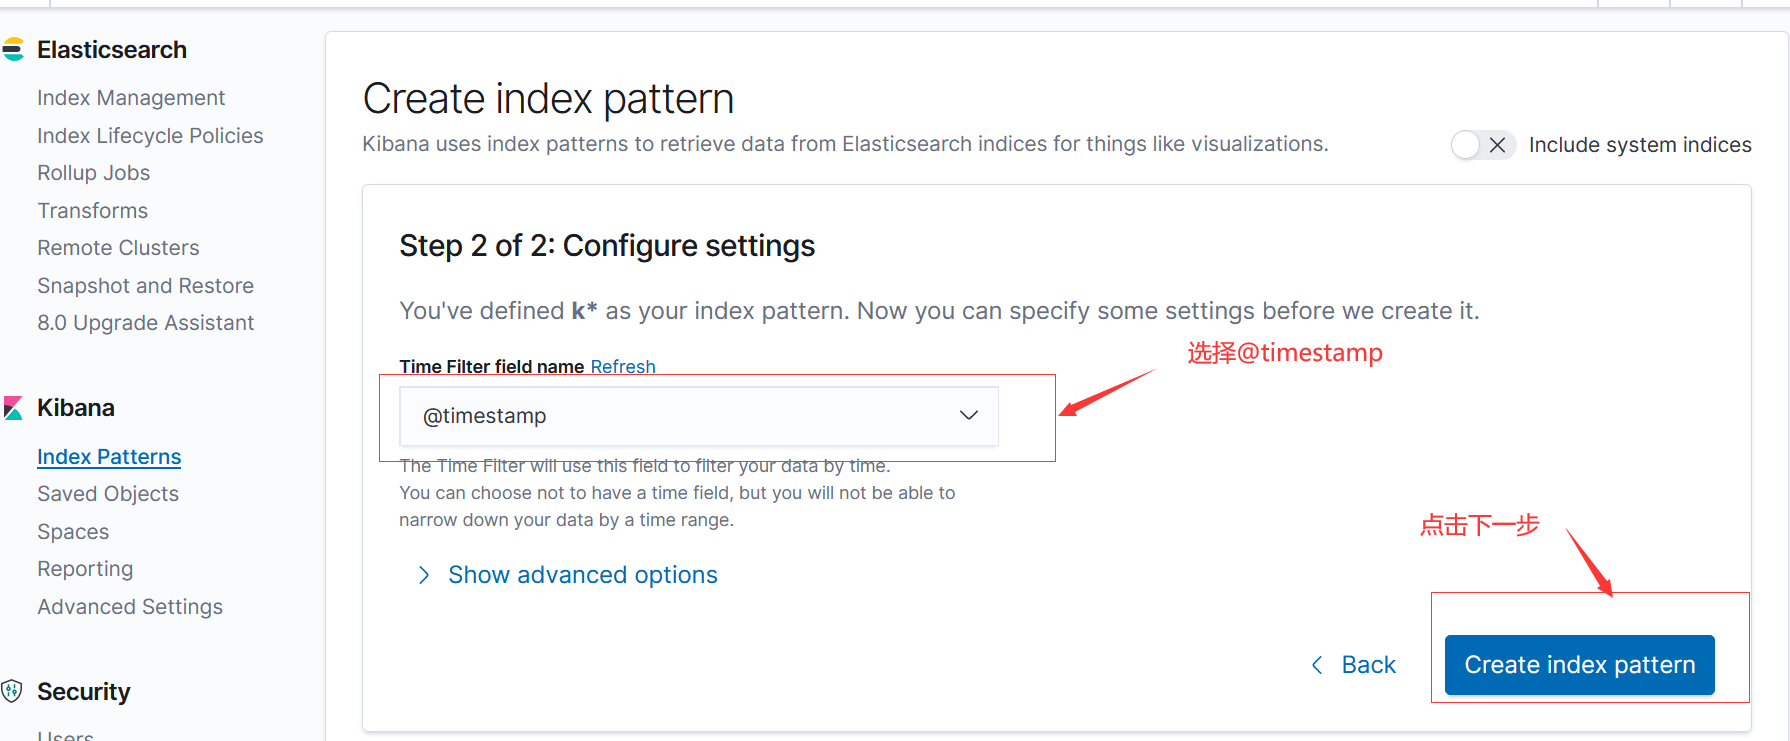 Elasticsearch
Index Management
Index Lifecycle Policies
Rollup Jobs
Transforms
Remote Clusters
Snapshot and Restore
8.0 Upgrade Assistant
Kibana
Index Patterns
Saved Objects
Spaces
Reporting
Advanced Settings
Security
Users
Create index pattern
Kibana uses index patterns to retrieve data from Elasticsearch indices for things like visualizations.
Include system indices
Step 2 of 2: Configure settings
You've defined k* as your index pattern. Now you can specify some settings before we create it.
选择@timestamp
Time Filter field name Refresh
@timestamp
The Time Filter will use this field to filter your data by time.
You can choose not to have a time field, but you will not be able to
narrow down your data by a time range.
点击下一步
Show advanced options
Back
Create index pattern